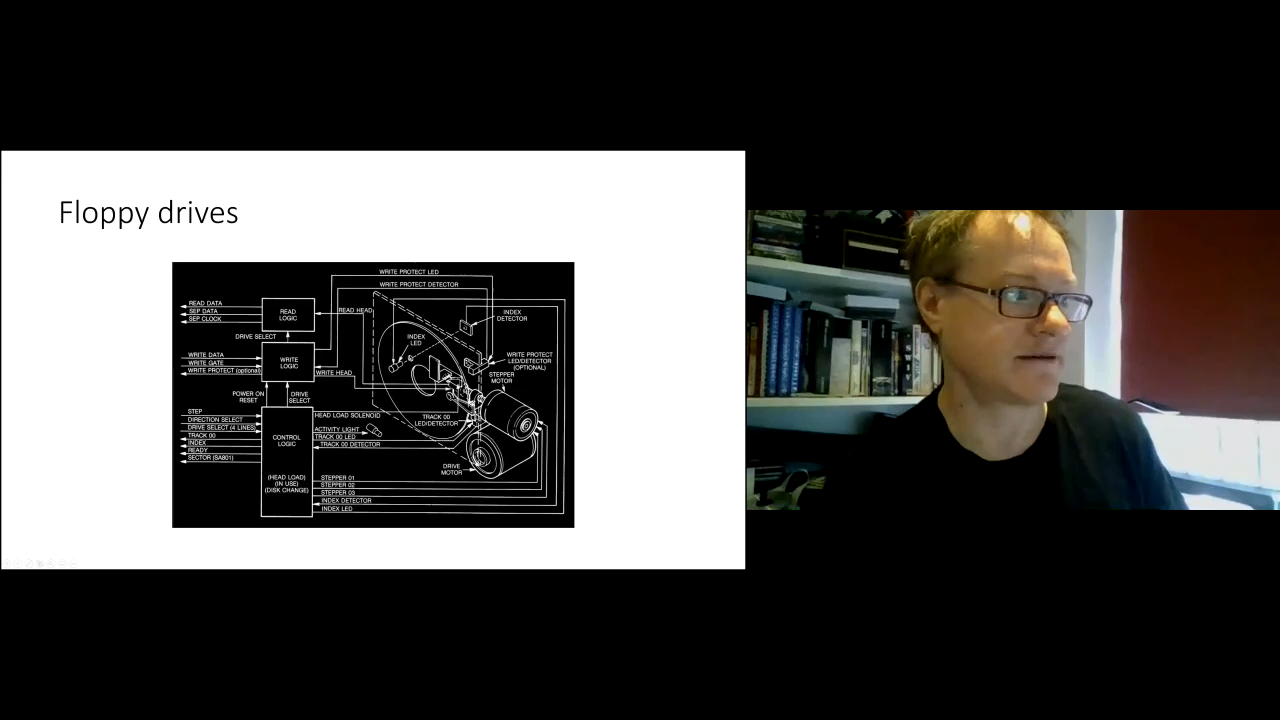 Floppy drives
WRITE PROTECT LED
WRITE PROTECT DETECTOR
READ DATA
SEP DATA
SEP CLOCK
READ
LOGIC
READ HEAD
INDEX
DETECTOR
DRIVE SELECT
INDEX
LED
WRITE DATA
WRITE GATE
WRITE PROTECT (optional)
WRITE
LOGIC
WRITE HEAD
WRITE PROTECT
LED/DETECTOR
(OPTIONAL)
STEPPER
MOTOR
POWER ON
RESET
DRIVE
SELECT
STEP
DIRECTION SELECT
DRIVE SELECT (4 LINES)
TRACK 00
INDEX
READY
SECTOR (SA801)
CONTROL
LOGIC
(HEAD LOAD)
(IN USE)
(DISK CHANGE)
HEAD LOAD SOLENOID
TRACK 00
LED/DETECTOR
ACTIVITY LIGHT
TRACK 00 LED
TRACK 00 DETECTOR
DRIVE
MOTOR
STEPPER 01
STEPPER 02
STEPPER 03
INDEX DETECTOR
INDEX LED